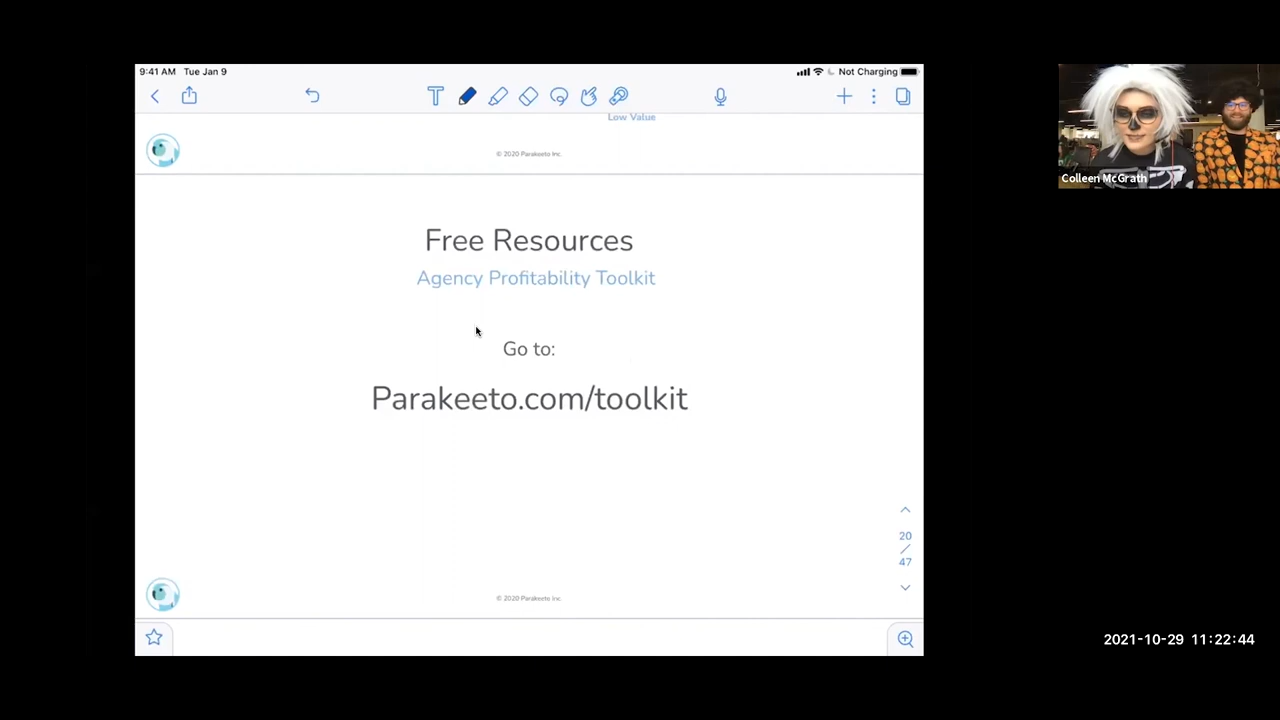 9:41 AM Tue Jan 9
Not Charging
Low Value
© 2020 Parakeeto Inc.
Colleen McGrath
Free Resources
Agency Profitability Toolkit
Go to:
Parakeeto.com/toolkit
20
/
47
© 2020 Parakeeto Inc.
2021-10-29 11:22:44